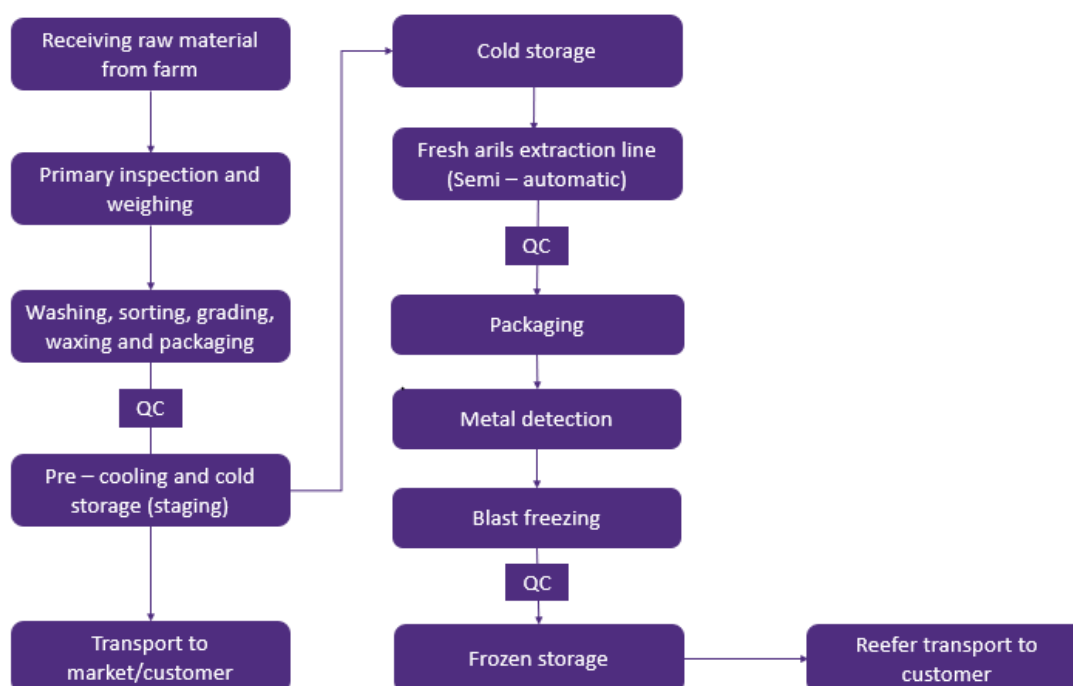 Receiving raw material
from farm
Primary inspection and
weighing
Washing, sorting, grading,
waxing and packaging
QC
Pre – cooling and cold
storage (staging)
Transport to
market/customer
Cold storage
Fresh arils extraction line
(Semi – automatic)
QC
Packaging
Metal detection
Blast freezing
QC
Frozen storage
Reefer transport to
customer